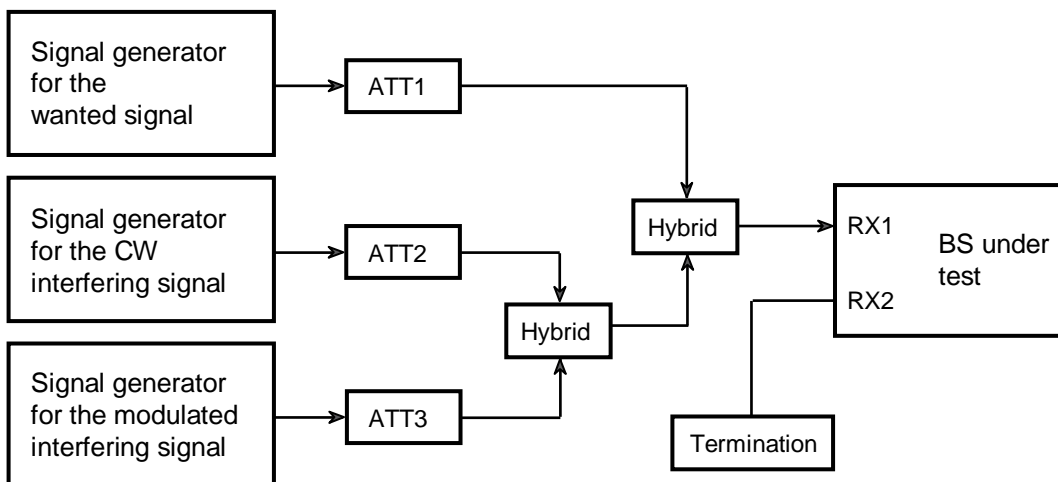 Signal generator
for the
wanted signal
ATT1
Signal generator
for the CW
interfering signal
ATT2
Hybrid
Signal generator
for the modulated
interfering signal
ATT3
Hybrid
RX1
RX2
BS under
test
Termination